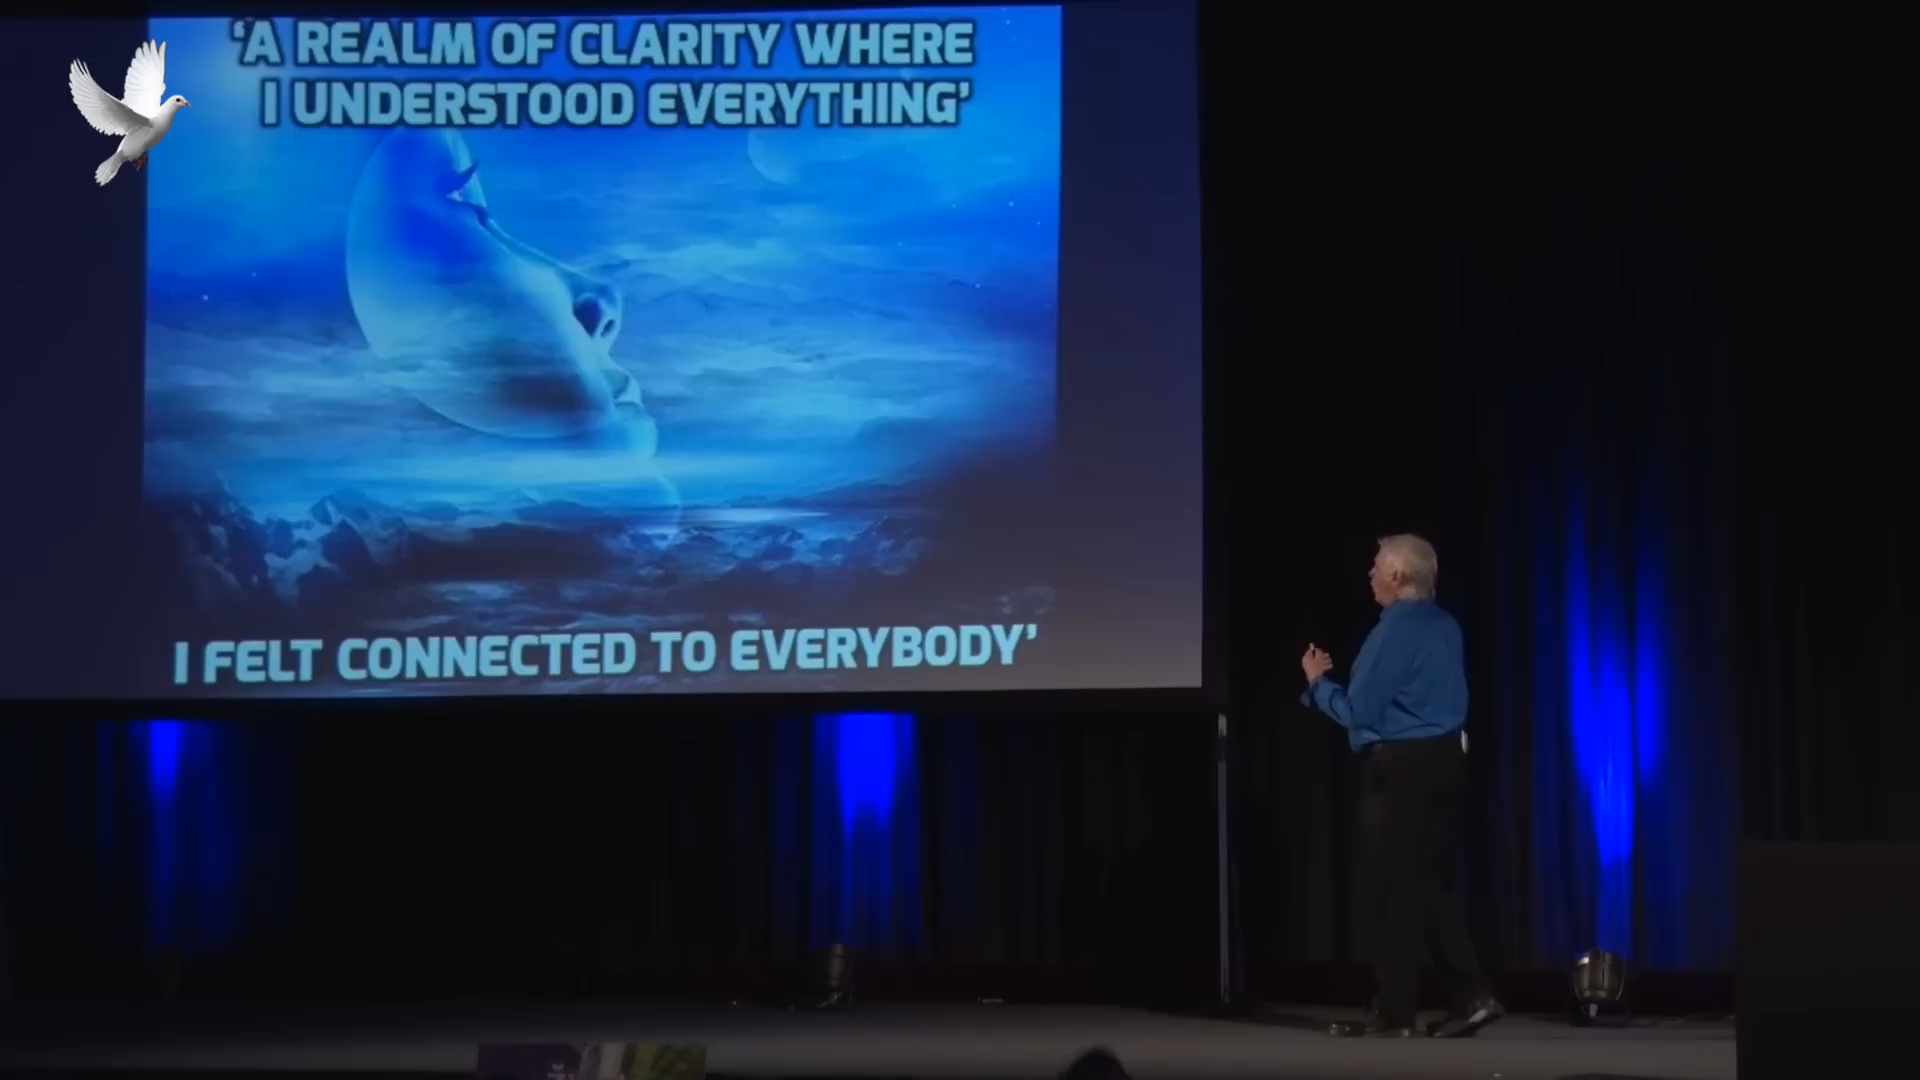 ‘A REALM OF CLARITY WHERE
I UNDERSTOOD EVERYTHING’
I FELT CONNECTED TO EVERYBODY’